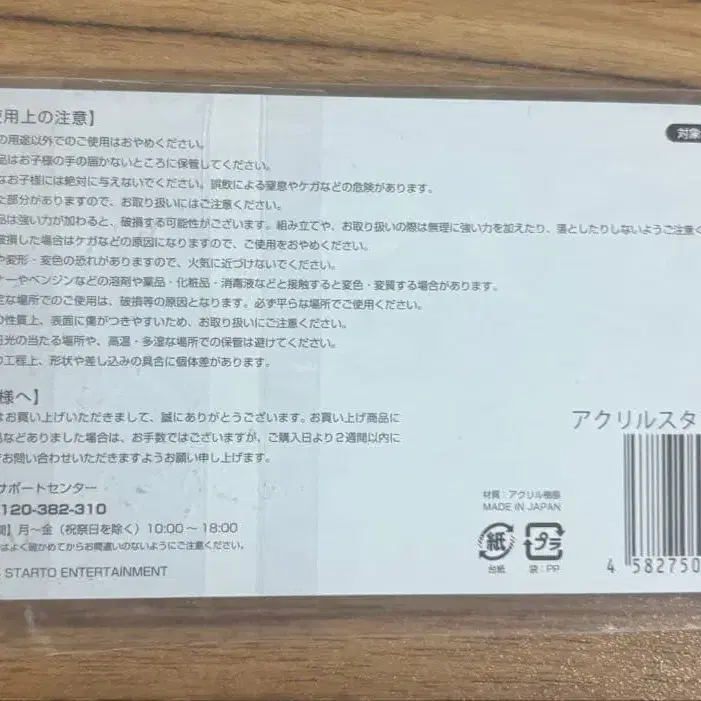 使用上の注意】
の用途以外でのご使用はおやめください。
対象
品はお子様の手の届かないところに保管してください。
なお子様には絶対に与えないでください。誤飲による窒息やケガなどの危険があります。
た部分がありますので、お取り扱いにはご注意ください。
品は強い力が加わると、破損する可能性がございます。組み立てや、お取り扱いの際は無理に強い力を加えたり、落としたりしないようご注意く
破損した場合はケガなどの原因になりますので、ご使用をおやめください。
や変形・変色の恐れがありますので、火気に近づけないでください。
ナーやベンジンなどの溶剤や薬品・化粧品・消毒液などと接触すると変色・変質する場合があります。
定な場所でのご使用は、破損等の原因となります。必ず平らな場所でご使用ください。
の性質上、表面に傷がつきやすいため、お取り扱いにご注意ください。
日光の当たる場所や、高温・多湿な場所での保管は避けてください。
の工程上、形状や差し込みの具合に個体差があります。
様へ】
はお買い上げいただきまして、誠にありがとうございます。お買い上げ商品に
品などありました場合は、お手数ではございますが、ご購入日より2週間以内に
でお問い合わせいただきますようお願い申し上げます。
アクリルスタ
サポートセンター
120-382-310
間】月～金（祝祭日を除く）10:00～18:00
はよく確かめてからお間違いのないようにご注意ください。
STARTO ENTERTAINMENT
材質：アクリル樹脂
MADE IN JAPAN
紙
プラ
台紙
袋：PP
4 582750